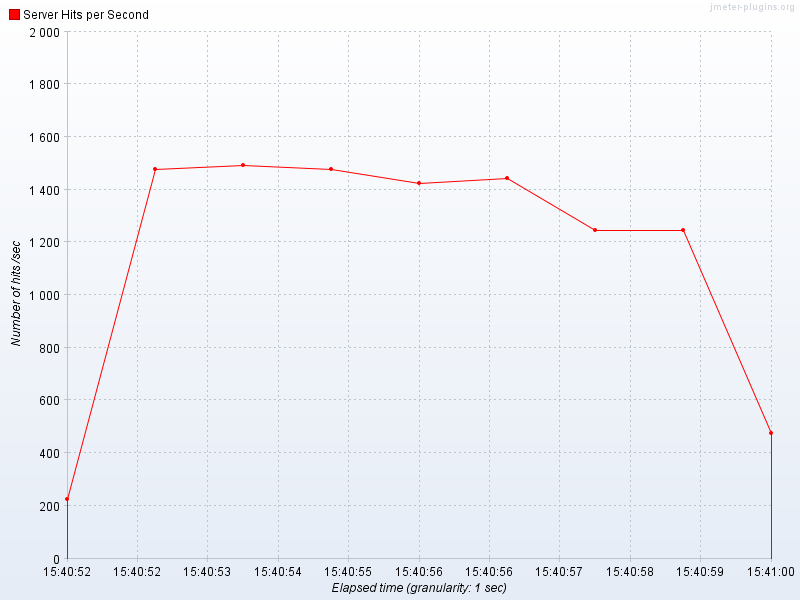 jmeter-plugins.org
Server Hits per Second
2 000
1 800
1 600
1 400
1 200
1 000
800
600
400
200
0
Number of hits /sec
15:40:52 15:40:52 15:40:53 15:40:54 15:40:55 15:40:56 15:40:56 15:40:57 15:40:58 15:40:59 15:41:00
Elapsed time (granularity: 1 sec)